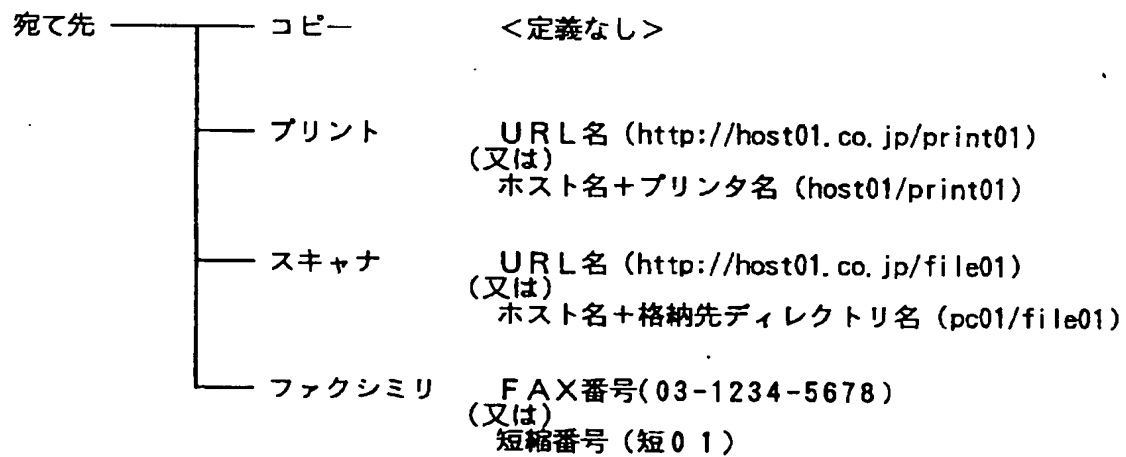 宛て先 コピー <定義なし>
プリント URL名 (http://host01.co.jp/print01)
(又は)
ホスト名+プリンタ名 (host01/print01)
スキャナ URL名 (http://host01.co.jp/file01)
(又は)
ホスト名+格納先ディレクトリ名 (pc01/file01)
ファクシミリ FAX番号(03-1234-5678)
(又は)
短縮番号 (短01)